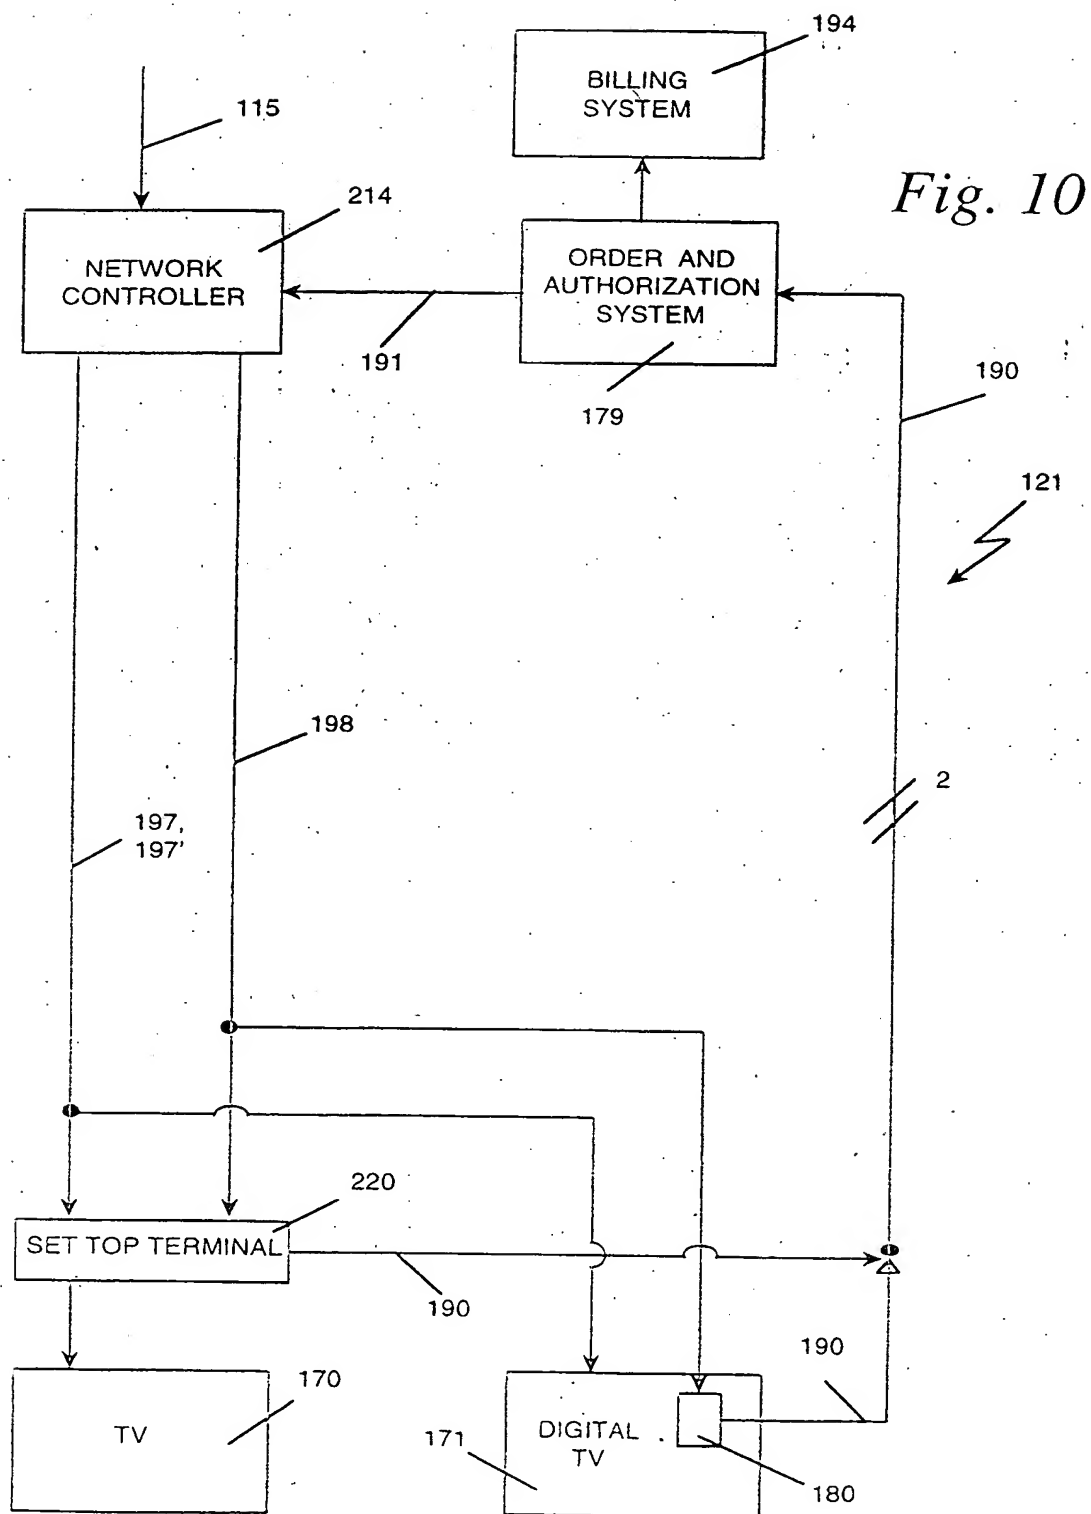 194
BILLING
SYSTEM
115
Fig. 10
214
NETWORK
CONTROLLER
ORDER AND
AUTHORIZATION
SYSTEM
191
179
190
121
198
2
197,
197'
220
SET TOP TERMINAL
190
190
170
TV
171
DIGITAL
TV
180